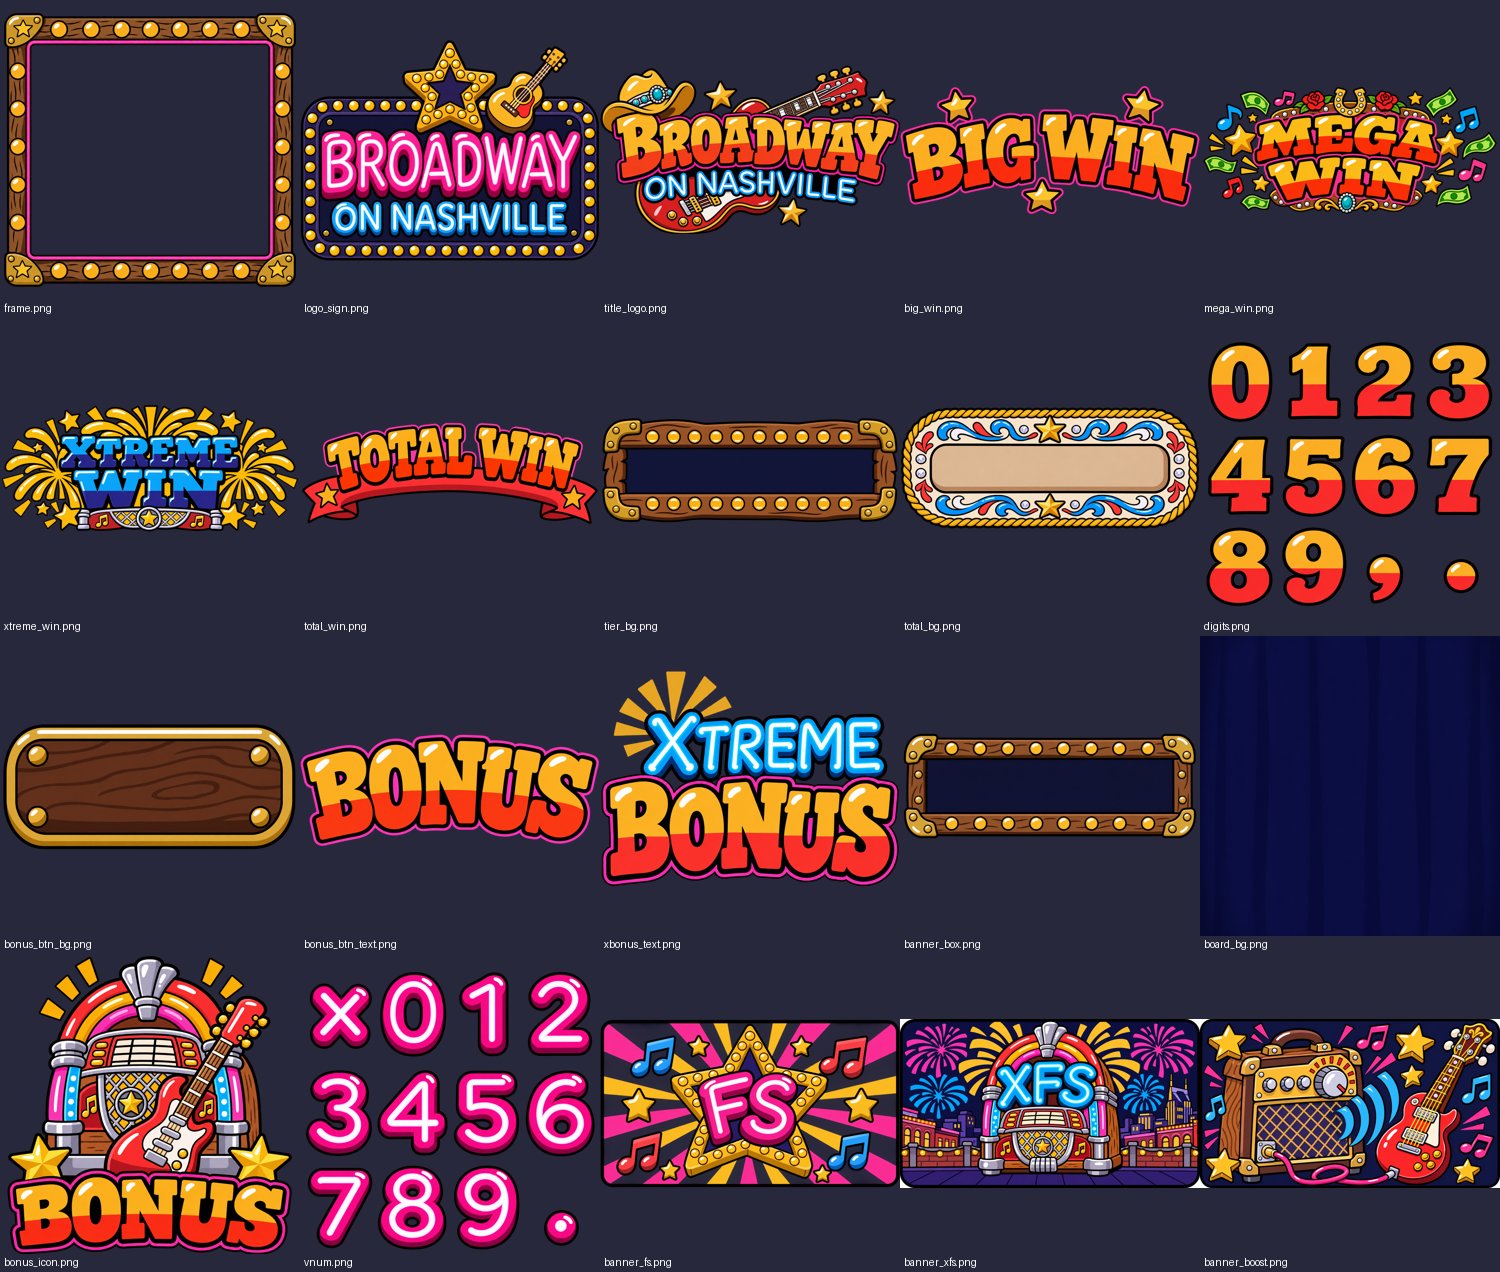 BROADWAY
ON NASHVILLE
BROADWAY
ON NASHVILLE
BIG WIN
MEGA
WIN
frame.png
logo_sign.png
title_logo.png
big_win.png
mega_win.png
XTREME
WIN
TOTAL WIN
0123
4567
89,.
xtreme_win.png
total_win.png
tier_bg.png
total_bg.png
digits.png
BONUS
XTREME
BONUS
bonus_btn_bg.png
bonus_btn_text.png
xbonus_text.png
banner_box.png
board_bg.png
BONUS
×012
3456
789.
FS
XFS
bonus_icon.png
vnum.png
banner_fs.png
banner_xfs.png
banner_boost.png